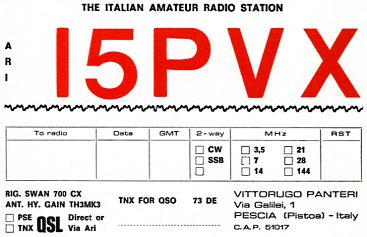 THE ITALIAN AMATEUR RADIO STATION
A R I
I5PVX
To radio Data GMT 2-way MHz RST
CW 3,5 21
SSB 7 28
14 144
RIG. SWAN 700 CX
ANT. HY. GAIN TH3MK3
TNX FOR QSO 73 DE
VITTORUGO PANTERI
Via Galilei, 1
PESCIA (Pistoa) - Italy
C.A.P. 51017
PSE
TNX
QSL
Direct or
Via Ari